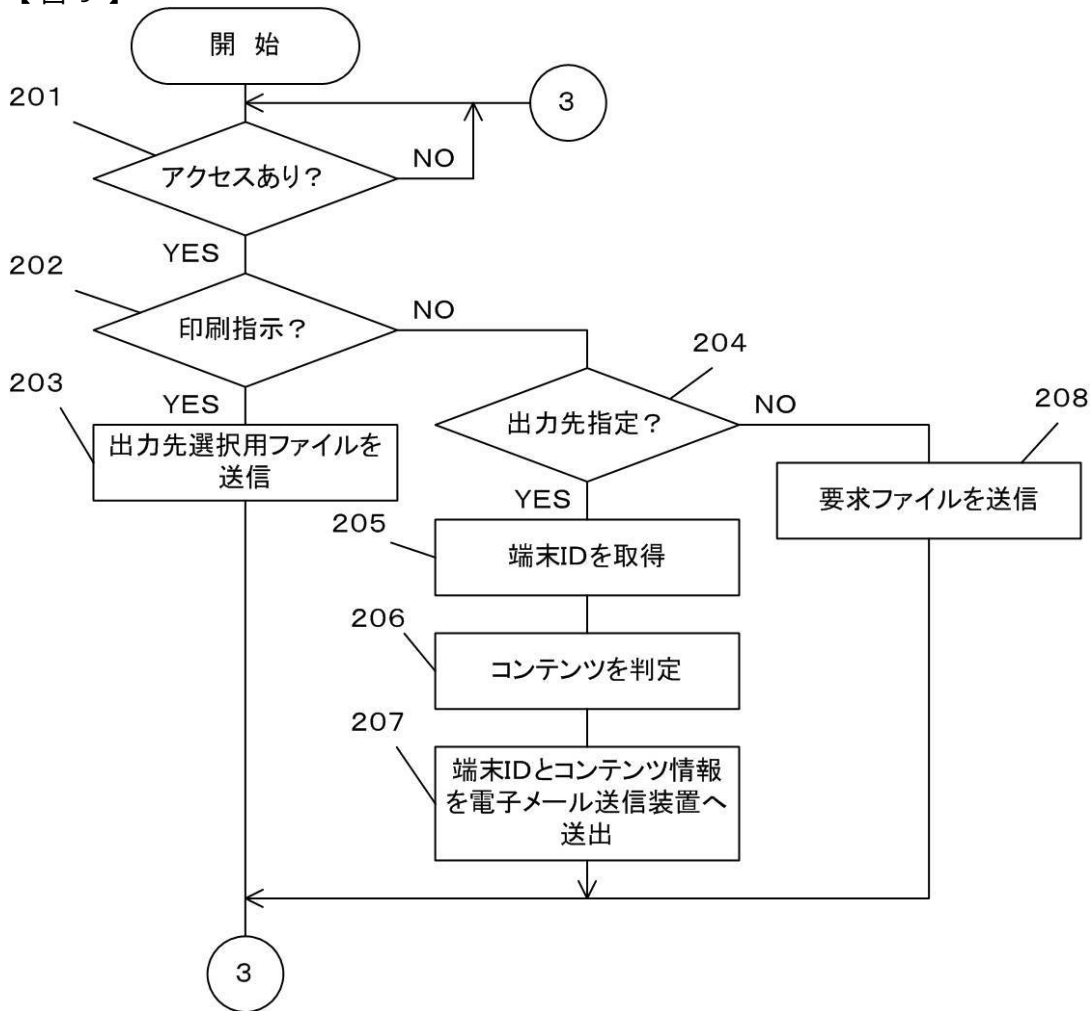 開 始
3
201
アクセスあり？
NO
YES
202
印刷指示？
NO
204
203
YES
出力先指定？
NO
208
出力先選択用ファイルを
送信
要求ファイルを送信
YES
205
端末IDを取得
206
コンテンツを判定
207
端末IDとコンテンツ情報
を電子メール送信装置へ
送出
3